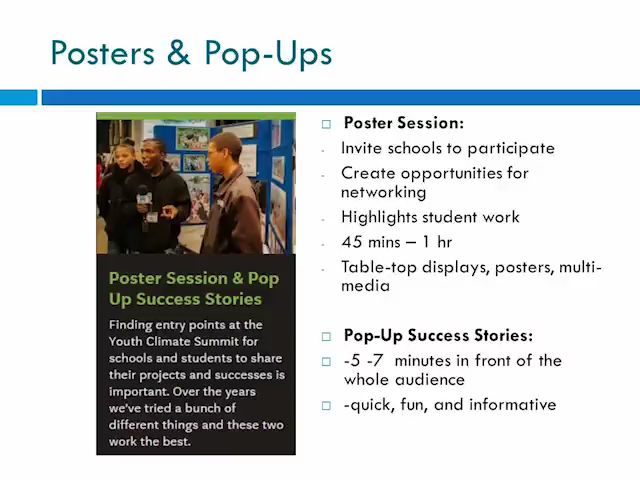 Posters & Pop-Ups
Poster Session & Pop
Up Success Stories
Finding entry points at the
Youth Climate Summit for
schools and students to share
their projects and successes is
important. Over the years
we've tried a bunch of
different things and these two
work the best.
Poster Session:
- Invite schools to participate
- Create opportunities for
networking
- Highlights student work
- 45 mins – 1 hr
- Table-top displays, posters, multi-
media
Pop-Up Success Stories:
-5 -7 minutes in front of the
whole audience
-quick, fun, and informative